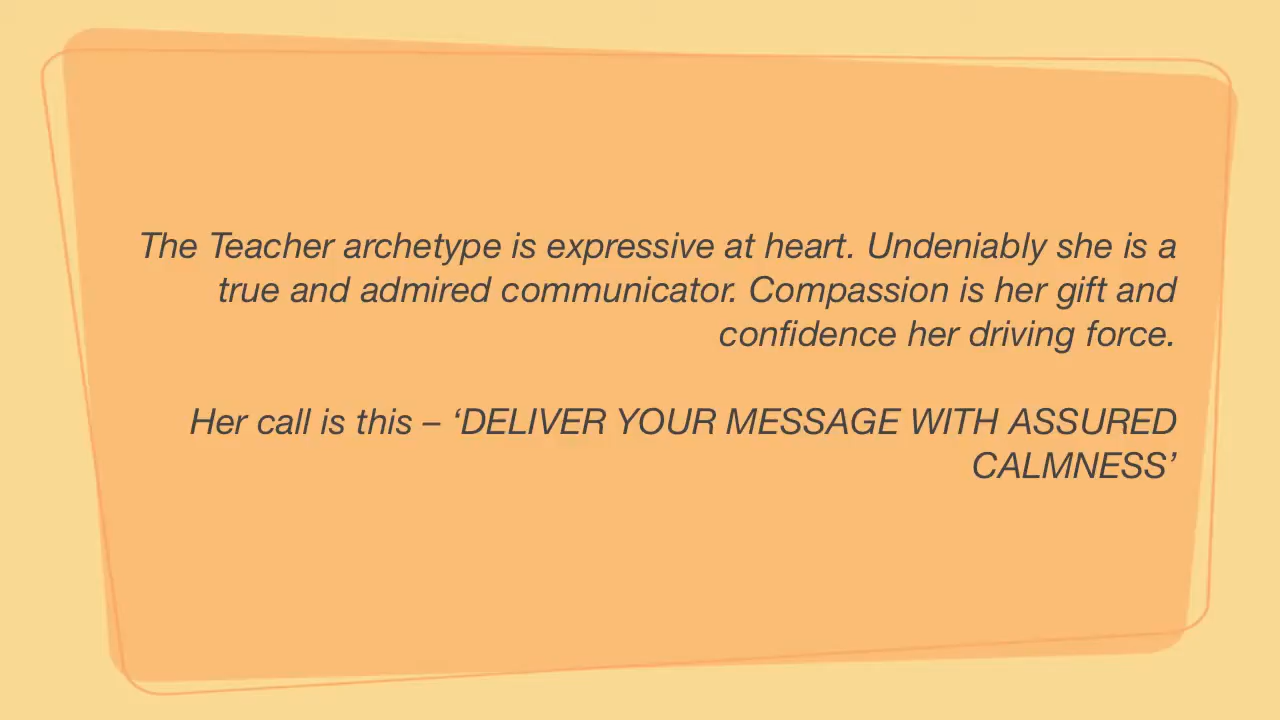 The Teacher archetype is expressive at heart. Undeniably she is a
true and admired communicator. Compassion is her gift and
confidence her driving force.
Her call is this – ‘DELIVER YOUR MESSAGE WITH ASSURED
CALMNESS’